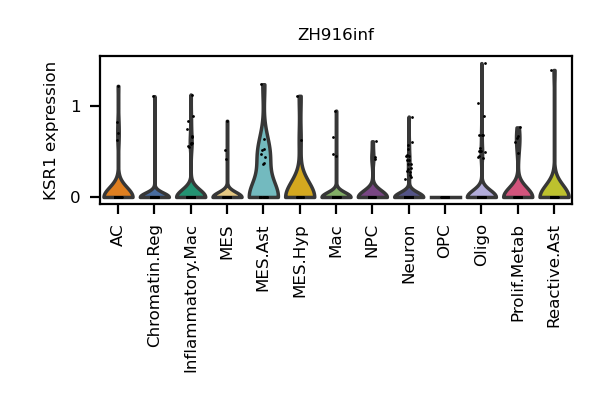 ZH916inf
KSR1 expression
1
0
AC
Chromatin.Reg
Inflammatory.Mac
MES
MES.Ast
MES.Hyp
Mac
NPC
Neuron
OPC
Oligo
Prolif.Metab
Reactive.Ast